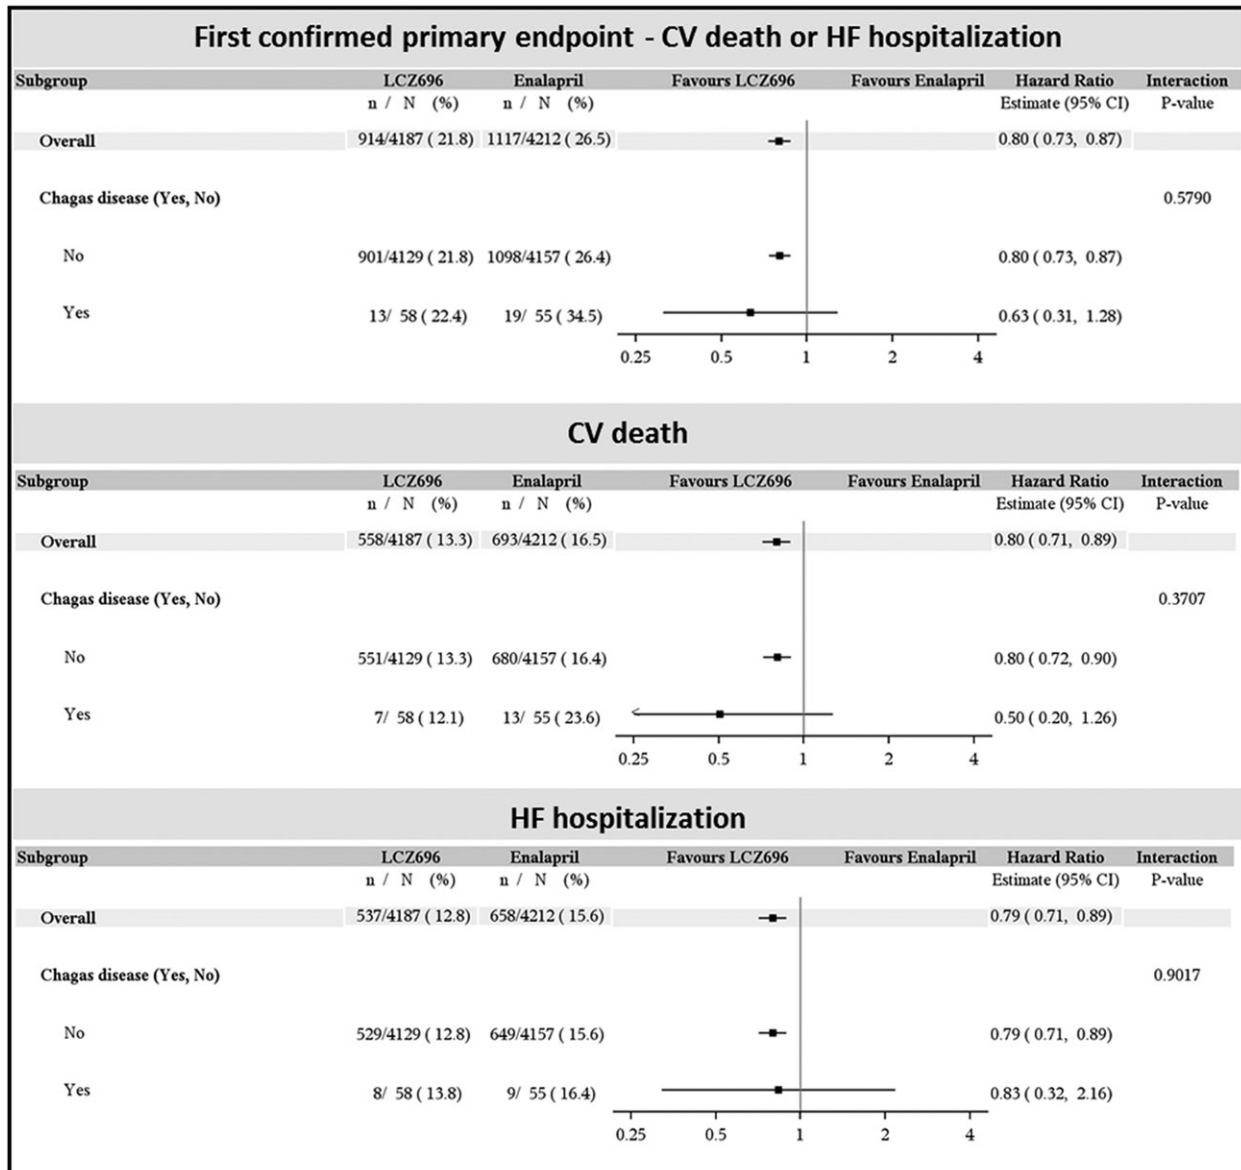 First confirmed primary endpoint - CV death or HF hospitalization
Subgroup LCZ696 Enalapril Favours LCZ696 Favours Enalapril Hazard Ratio Interaction
n / N (%) n / N (%) Estimate (95% CI) P-value
Overall 914/4187 ( 21.8) 1117/4212 ( 26.5) 0.80 ( 0.73, 0.87)
Chagas disease (Yes, No) 0.5790
No 901/4129 ( 21.8) 1098/4157 ( 26.4) 0.80 ( 0.73, 0.87)
Yes 13/ 58 ( 22.4) 19/ 55 ( 34.5) 0.63 ( 0.31, 1.28)
0.25 0.5 1 2 4
CV death
Subgroup LCZ696 Enalapril Favours LCZ696 Favours Enalapril Hazard Ratio Interaction
n / N (%) n / N (%) Estimate (95% CI) P-value
Overall 558/4187 ( 13.3) 693/4212 ( 16.5) 0.80 ( 0.71, 0.89)
Chagas disease (Yes, No) 0.3707
No 551/4129 ( 13.3) 680/4157 ( 16.4) 0.80 ( 0.72, 0.90)
Yes 7/ 58 ( 12.1) 13/ 55 ( 23.6) 0.50 ( 0.20, 1.26)
0.25 0.5 1 2 4
HF hospitalization
Subgroup LCZ696 Enalapril Favours LCZ696 Favours Enalapril Hazard Ratio Interaction
n / N (%) n / N (%) Estimate (95% CI) P-value
Overall 537/4187 ( 12.8) 658/4212 ( 15.6) 0.79 ( 0.71, 0.89)
Chagas disease (Yes, No) 0.9017
No 529/4129 ( 12.8) 649/4157 ( 15.6) 0.79 ( 0.71, 0.89)
Yes 8/ 58 ( 13.8) 9/ 55 ( 16.4) 0.83 ( 0.32, 2.16)
0.25 0.5 1 2 4